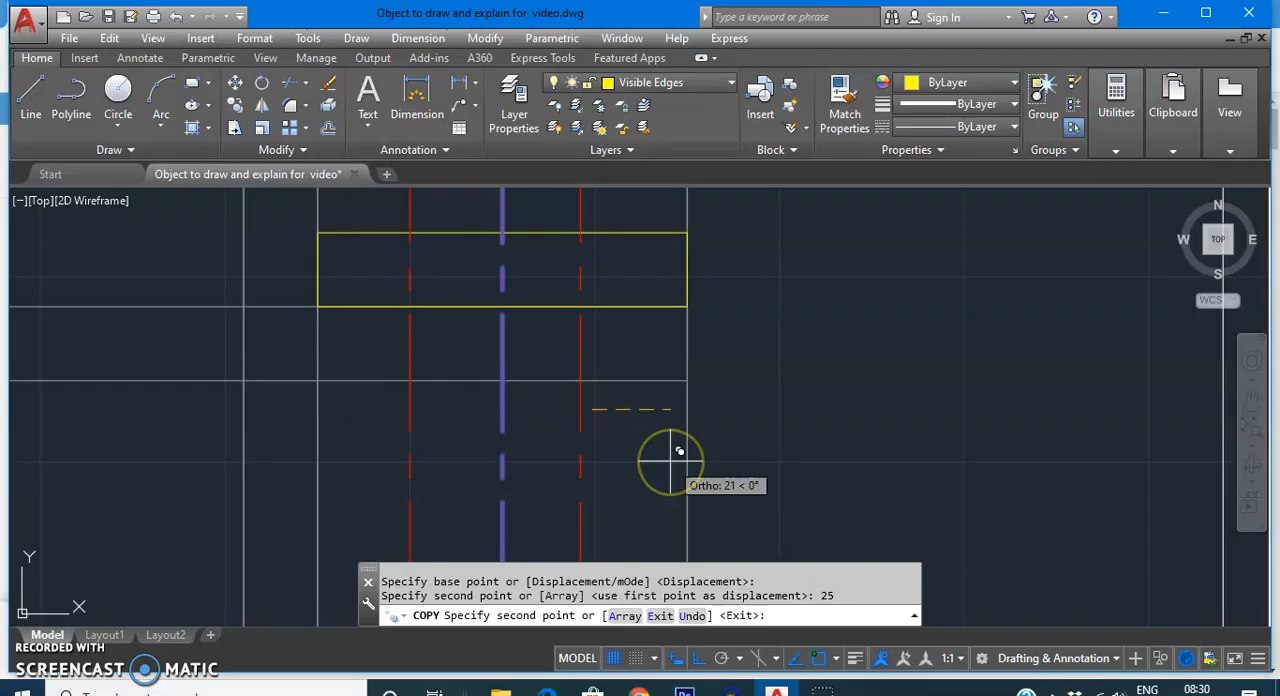 Object to draw and explain for video.dwg
Type a keyword or phrase
Sign In
File Edit View Insert Format Tools Draw Dimension Modify Parametric Window Help Express
Home Insert Annotate Parametric View Manage Output Add-ins A360 Express Tools Featured Apps
Line Polyline Circle Arc
Text Dimension
Layer Properties
Visible Edges
Insert
Match Properties
ByLayer
ByLayer
ByLayer
Group
Utilities
Clipboard
View
Draw Modify Annotation Layers Block Properties Groups
Start
Object to draw and explain for video*
[−][Top][2D Wireframe]
N
W TOP E
S
WCS
Ortho: 21 < 0°
Y
X
Specify base point or [Displacement/mOde] <Displacement>:
Specify second point or [Array] <use first point as displacement>: 25
COPY Specify second point or [Array Exit Undo] <Exit>:
Model Layout1 Layout2 +
RECORDED WITH
SCREENCAST MATIC
MODEL
1:1
Drafting & Annotation
ENG
08:30